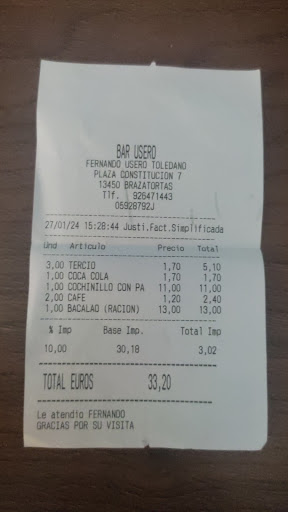 BAR USERO
FERNANDO USERO TOLEDANO
PLAZA CONSTITUCION 7
13450 BRAZATORTAS
Tlf. 926471443
05928792J
27/01/24 15:28:44 Justi.Fact.Simplificada
Und Artículo Precio Total
3,00 TERCIO 1,70 5,10
1,00 COCA COLA 1,70 1,70
1,00 COCHINILLO CON PA 11,00 11,00
2,00 CAFE 1,20 2,40
1,00 BACALAO (RACION) 13,00 13,00
% Imp Base Imp. Total Imp
10,00 30,18 3,02
TOTAL EUROS 33,20
Le atendio FERNANDO
GRACIAS POR SU VISITA